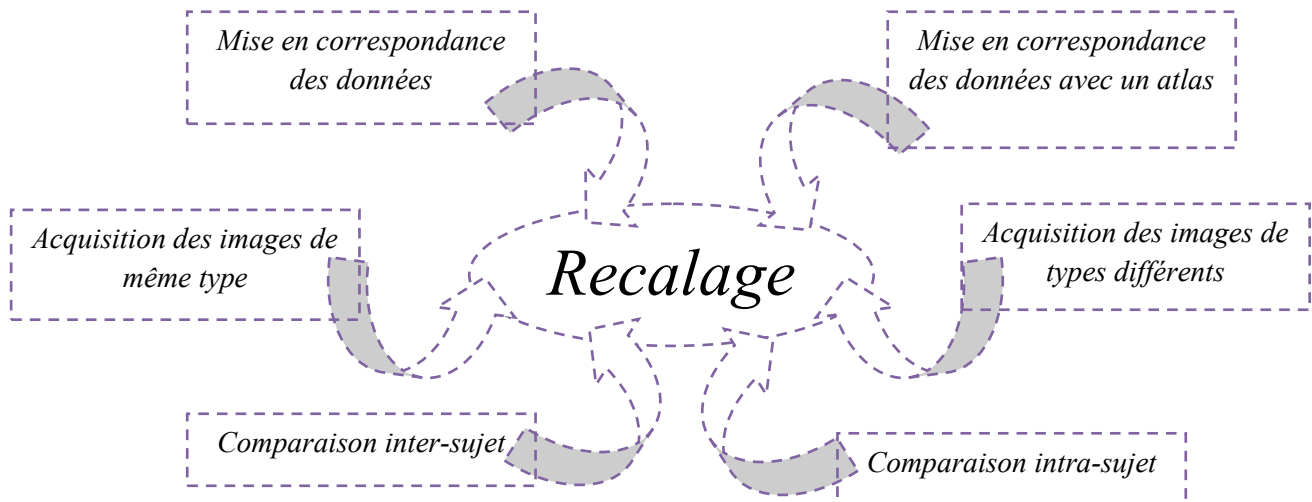 Mise en correspondance
des données
Mise en correspondance
des données avec un atlas
Acquisition des images de
même type
Recalage
Acquisition des images de
types différents
Comparaison inter-sujet
Comparaison intra-sujet